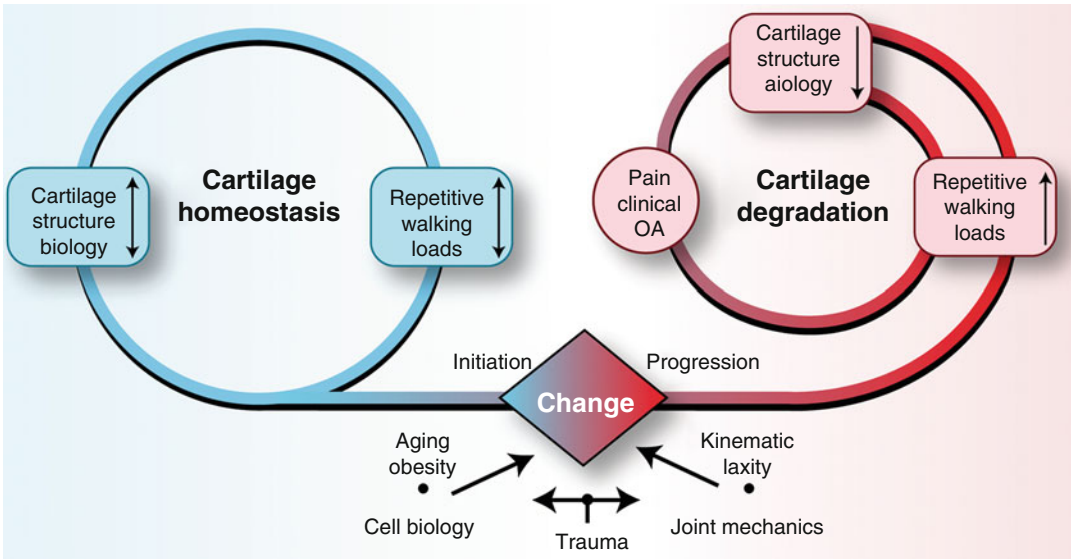 Cartilage
structure
biology
Cartilage
homeostasis
Repetitive
walking
loads
Cartilage
structure
aiology
Pain
clinical
OA
Cartilage
degradation
Repetitive
walking
loads
Initiation
Progression
Change
Aging
obesity
Cell biology
Trauma
Kinematic
laxity
Joint mechanics